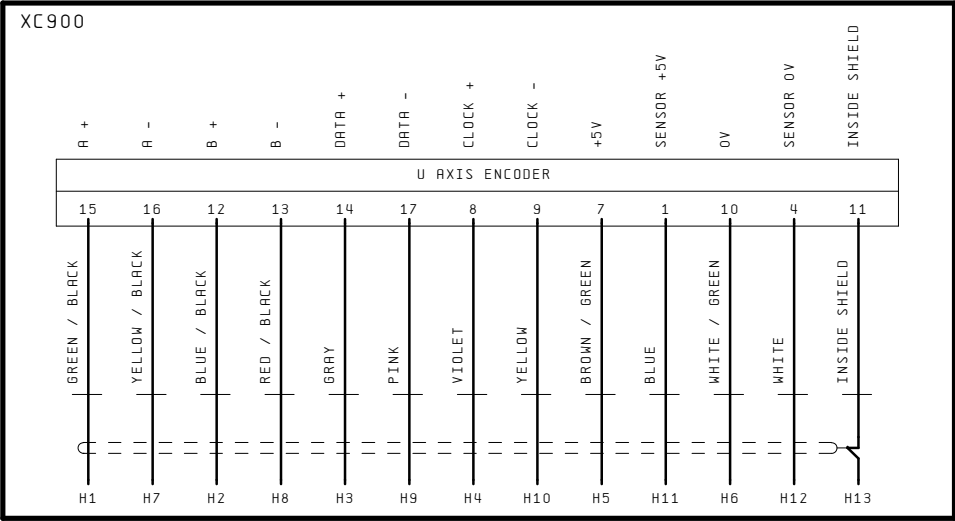 XC900
A +
A -
B +
B -
DATA +
DATA -
CLOCK +
CLOCK -
+5V
SENSOR +5V
0V
SENSOR 0V
INSIDE SHIELD
U AXIS ENCODER
15 16 12 13 14 17 8 9 7 1 10 4 11
GREEN / BLACK
YELLOW / BLACK
BLUE / BLACK
RED / BLACK
GRAY
PINK
VIOLET
YELLOW
BROWN / GREEN
BLUE
WHITE / GREEN
WHITE
INSIDE SHIELD
H1 H7 H2 H8 H3 H9 H4 H10 H5 H11 H6 H12 H13